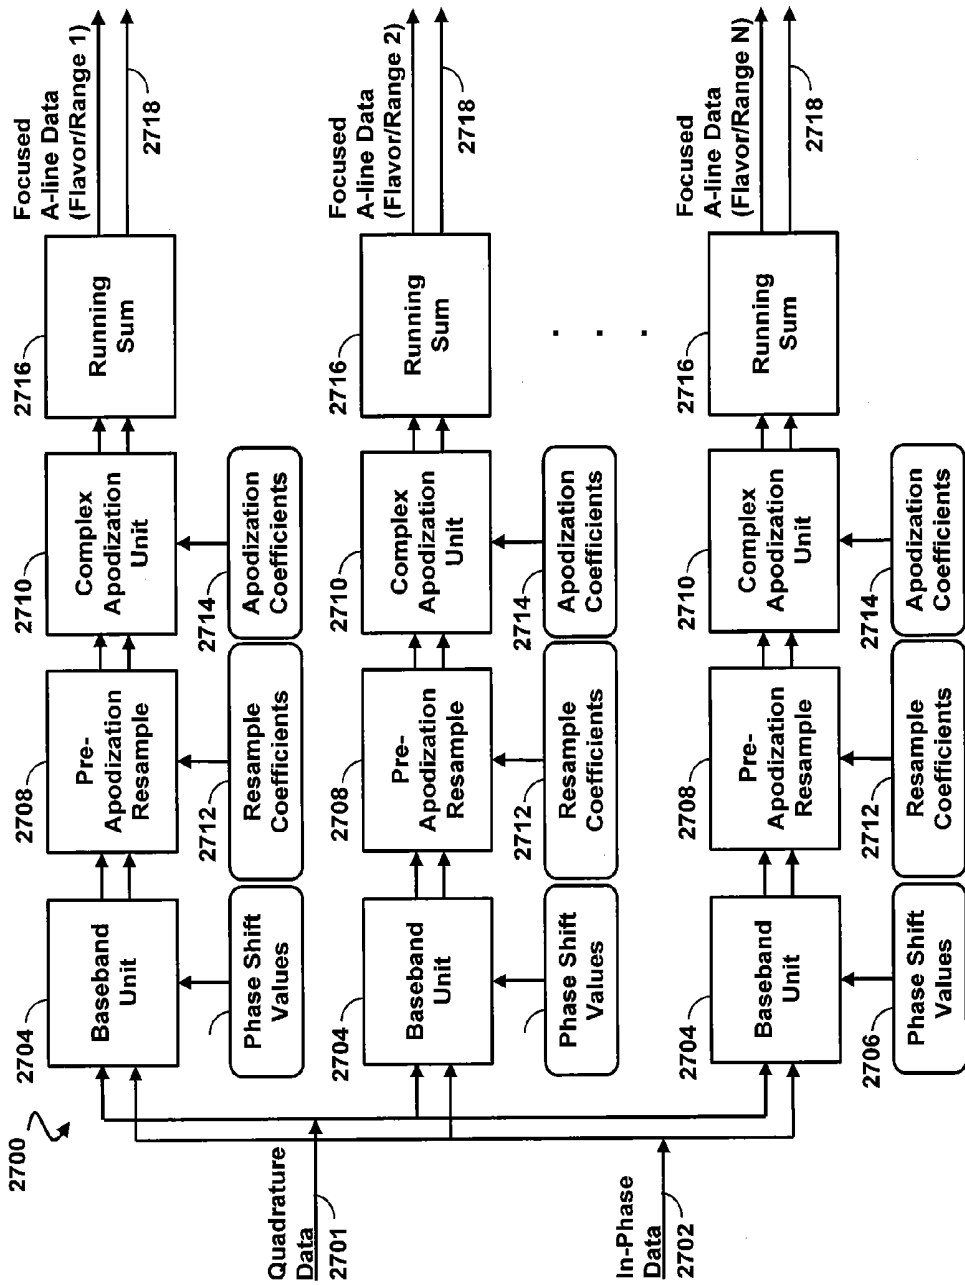 2700
Quadrature
Data
2701
In-Phase
Data
2702
2704
Baseband
Unit
Phase Shift
Values
2708
Pre-
Apodization
Resample
2712
Resample
Coefficients
2710
Complex
Apodization
Unit
2714
Apodization
Coefficients
2716
Running
Sum
Focused
A-line Data
(Flavor/Range 1)
2718
2704
Baseband
Unit
Phase Shift
Values
2708
Pre-
Apodization
Resample
2712
Resample
Coefficients
2710
Complex
Apodization
Unit
2714
Apodization
Coefficients
2716
Running
Sum
Focused
A-line Data
(Flavor/Range 2)
2718
. . .
2704
Baseband
Unit
2706
Phase Shift
Values
2708
Pre-
Apodization
Resample
2712
Resample
Coefficients
2710
Complex
Apodization
Unit
2714
Apodization
Coefficients
2716
Running
Sum
Focused
A-line Data
(Flavor/Range N)
2718